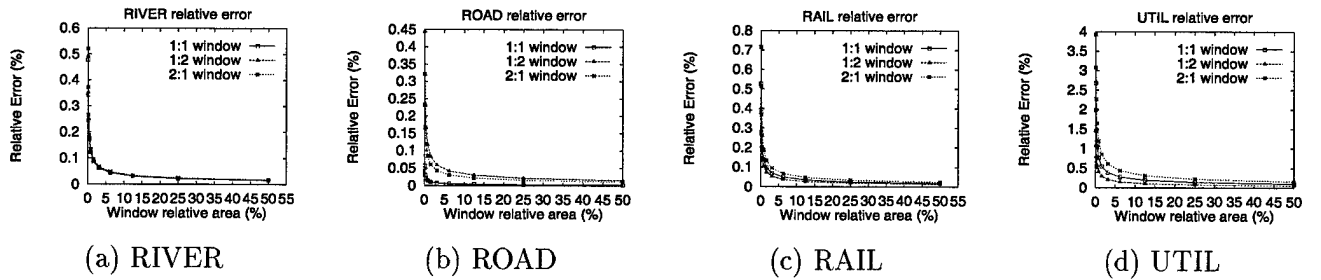 RIVER relative error
Relative Error (%)
0.6
0.5
0.4
0.3
0.2
0.1
0
1:1 window
1:2 window
2:1 window
0 5 10 15 20 25 30 35 40 45 50 55
Window relative area (%)
(a) RIVER
ROAD relative error
Relative Error (%)
0.45
0.4
0.35
0.3
0.25
0.2
0.15
0.1
0.05
0
1:1 window
1:2 window
2:1 window
0 5 10 15 20 25 30 35 40 45 50
Window relative area (%)
(b) ROAD
RAIL relative error
Relative Error (%)
0.8
0.7
0.6
0.5
0.4
0.3
0.2
0.1
0
1:1 window
1:2 window
2:1 window
0 5 10 15 20 25 30 35 40 45 50 55
Window relative area (%)
(c) RAIL
UTIL relative error
Relative Error (%)
4
3.5
3
2.5
2
1.5
1
0.5
0
1:1 window
1:2 window
2:1 window
0 5 10 15 20 25 30 35 40 45 50
Window relative area (%)
(d) UTIL